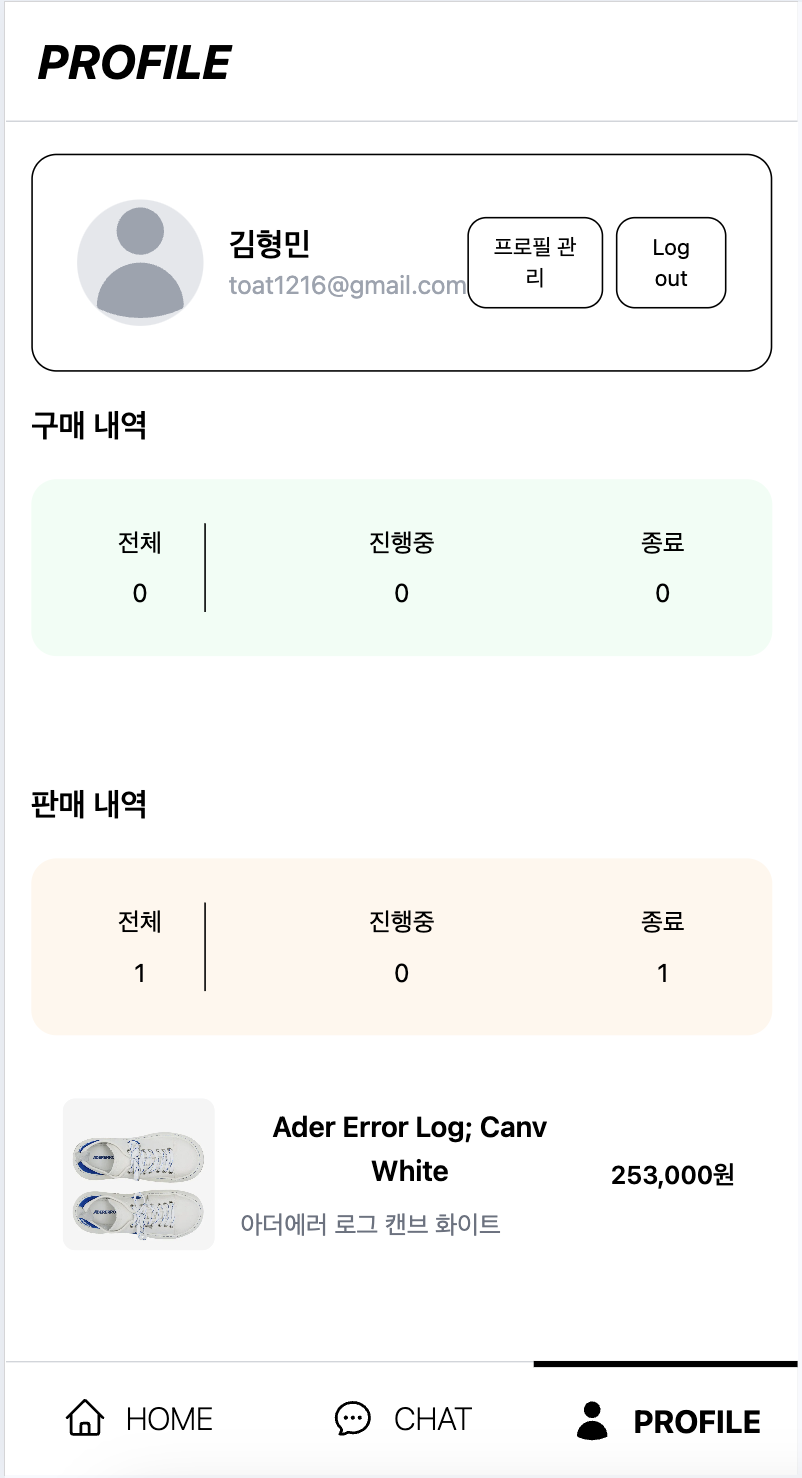 PROFILE
김형민
toat1216@gmail.com
프로필 관
리
Log
out
구매 내역
전체
진행중
종료
0
0
0
판매 내역
전체
진행중
종료
1
0
1
Ader Error Log; Canv
White
아더에러 로그 캔브 화이트
253,000원
HOME
CHAT
PROFILE